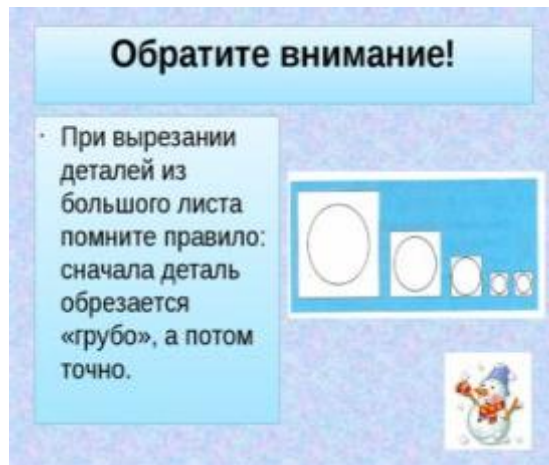 Обратите внимание!
· При вырезании
деталей из
большого листа
помните правило:
сначала деталь
обрезается
«грубо», а потом
точно.